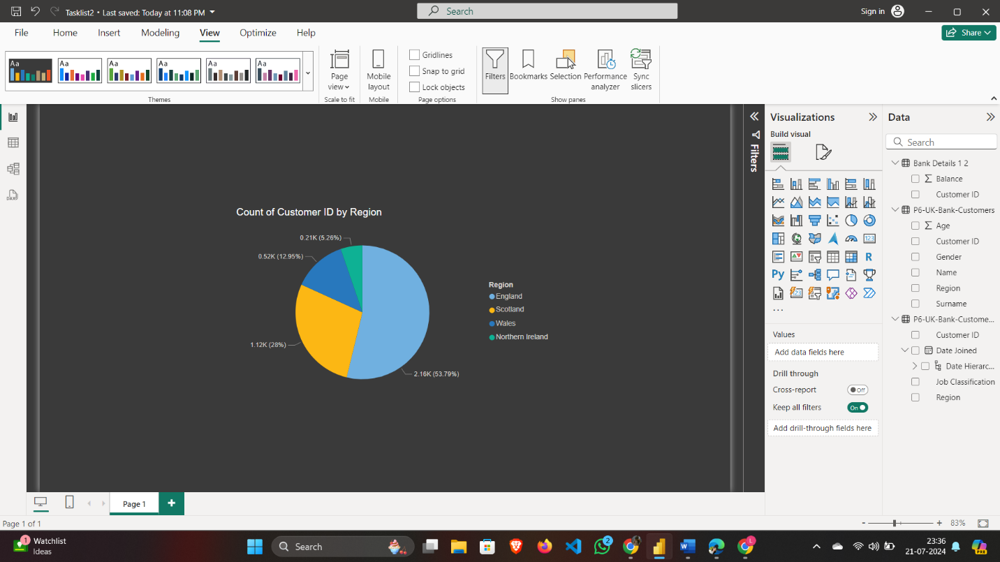 Tasklist2 • Last saved: Today at 11:08 PM
Search
Sign in
File Home Insert Modeling View Optimize Help
Share
Aa Aa Aa Aa Aa Aa
Themes
Page view
Scale to fit
Mobile layout
Mobile
Gridlines
Snap to grid
Lock objects
Page options
Filters
Bookmarks
Selection
Performance analyzer
Sync slicers
Show panes
Count of Customer ID by Region
0.21K (5.26%)
0.52K (12.95%)
1.12K (28%)
2.16K (53.79%)
Region
England
Scotland
Wales
Northern Ireland
Filters
Visualizations
Build visual
123
R
Py
123
...
Values
Add data fields here
Drill through
Cross-report Off
Keep all filters On
Add drill-through fields here
Data
Search
Bank Details 1 2
Σ Balance
Customer ID
P6-UK-Bank-Customers
Σ Age
Customer ID
Gender
Name
Region
Surname
P6-UK-Bank-Custome...
Customer ID
Date Joined
Date Hierarc...
Job Classification
Region
DAX
Page 1
+
Page 1 of 1
- + 83%
1
Watchlist
Ideas
Search
2
W
L
23:36
21-07-2024
PRE